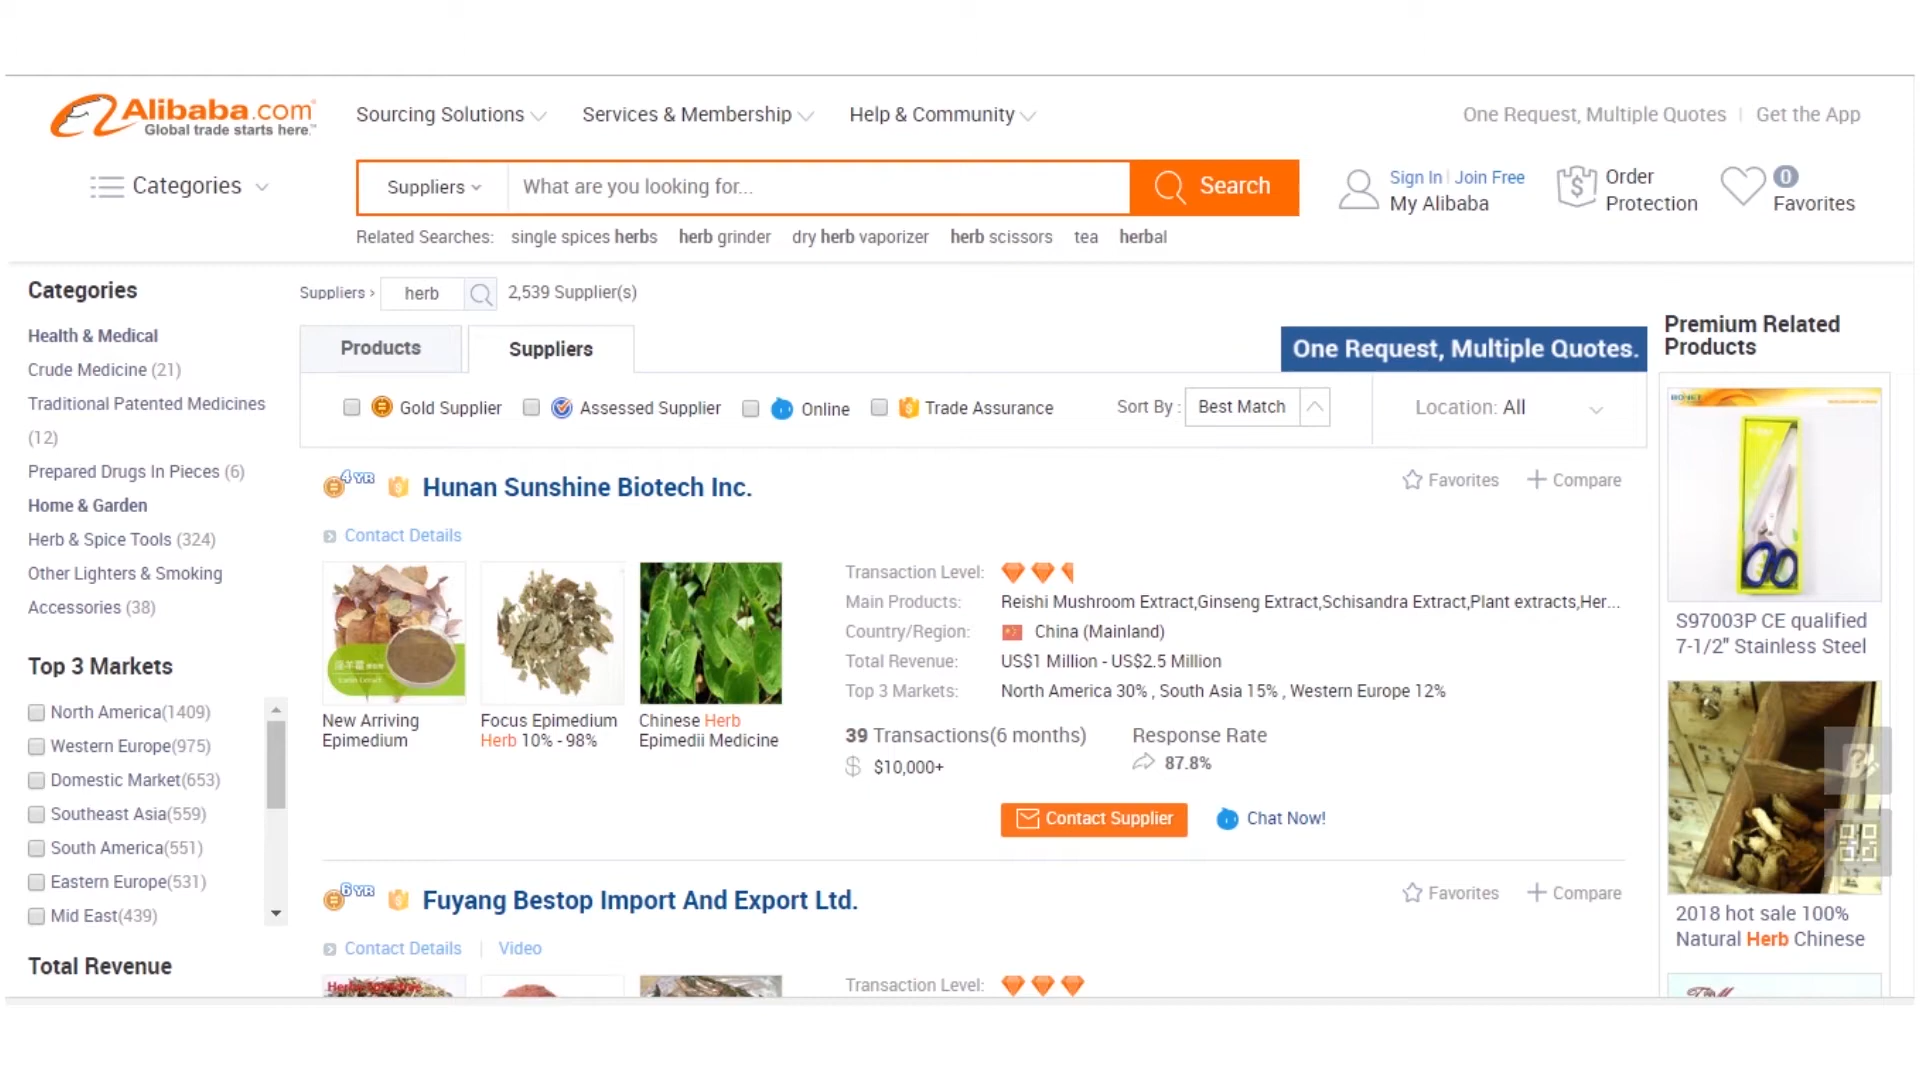 Alibaba.com
Global trade starts here.™
Sourcing Solutions
Services & Membership
Help & Community
One Request, Multiple Quotes
Get the App
Categories
Suppliers
What are you looking for...
Search
Sign In | Join Free
My Alibaba
Order
Protection
0
Favorites
Related Searches: single spices herbs herb grinder dry herb vaporizer herb scissors tea herbal
Categories
Health & Medical
Crude Medicine (21)
Traditional Patented Medicines
(12)
Prepared Drugs In Pieces (6)
Home & Garden
Herb & Spice Tools (324)
Other Lighters & Smoking
Accessories (38)
Top 3 Markets
North America(1409)
Western Europe(975)
Domestic Market(653)
Southeast Asia(559)
South America(551)
Eastern Europe(531)
Mid East(439)
Total Revenue
Suppliers > herb 2,539 Supplier(s)
Products
Suppliers
One Request, Multiple Quotes.
Gold Supplier
Assessed Supplier
Online
Trade Assurance
Sort By : Best Match
Location: All
4 YR
Hunan Sunshine Biotech Inc.
Favorites
Compare
Contact Details
New Arriving
Epimedium
Focus Epimedium
Herb 10% - 98%
Chinese Herb
Epimedii Medicine
Transaction Level:
Main Products: Reishi Mushroom Extract,Ginseng Extract,Schisandra Extract,Plant extracts,Her...
Country/Region: China (Mainland)
Total Revenue: US$1 Million - US$2.5 Million
Top 3 Markets: North America 30% , South Asia 15% , Western Europe 12%
39 Transactions(6 months)
$10,000+
Response Rate
87.8%
Contact Supplier
Chat Now!
6 YR
Fuyang Bestop Import And Export Ltd.
Favorites
Compare
Contact Details | Video
Transaction Level:
Premium Related
Products
S97003P CE qualified
7-1/2" Stainless Steel
2018 hot sale 100%
Natural Herb Chinese